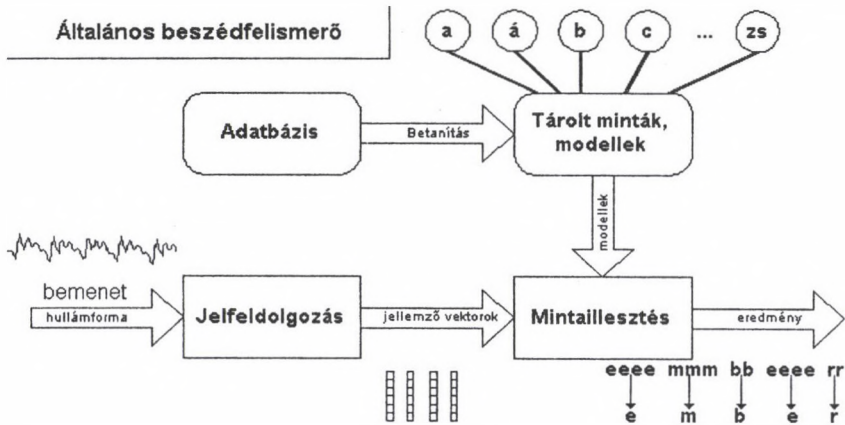 Általános beszédfelismerő
a á b c ... zs
Adatbázis
Betanítás
Tárolt minták,
modellek
modellek
bemenet
hullámforma
Jelfeldolgozás
jellemző vektorok
Mintaillesztés
eredmény
eeee mmm bb eeee rr
e m b e r